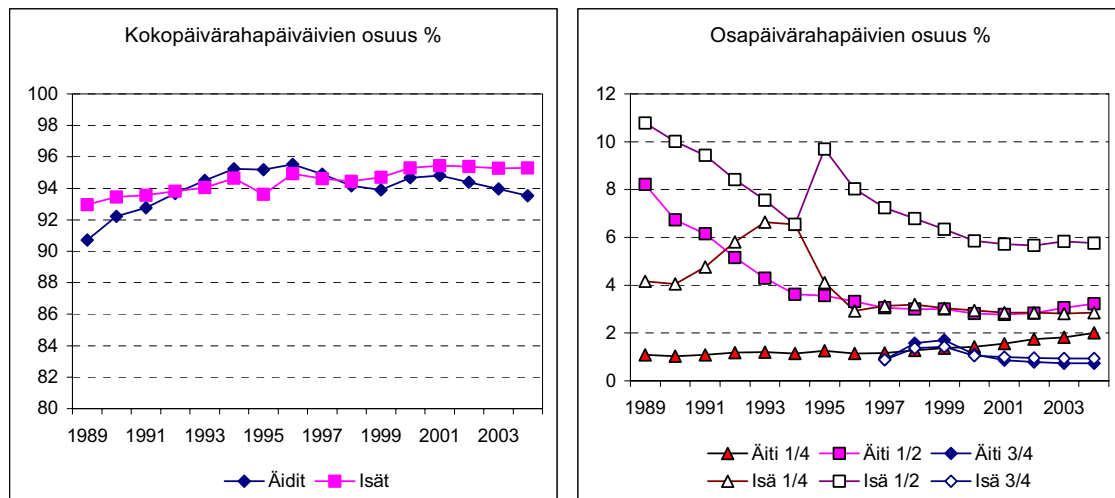 Kokopäivärahapäiväivien osuus %
100
98
96
94
92
90
88
86
84
82
80
1989 1991 1993 1995 1997 1999 2001 2003
Äidit Isät
Osapäivärahapäivien osuus %
12
10
8
6
4
2
0
1989 1991 1993 1995 1997 1999 2001 2003
Äiti 1/4 Äiti 1/2 Äiti 3/4
Isä 1/4 Isä 1/2 Isä 3/4